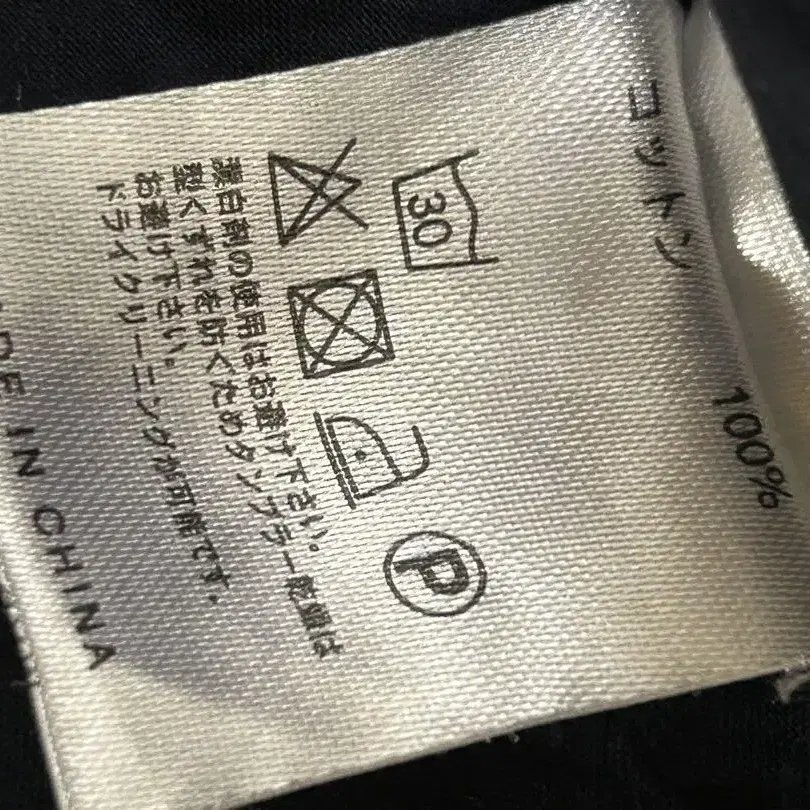 コットン 100%
30
P
漂白剤の使用はお避け下さい。
型くずれを防ぐためタンブラー乾燥は
お避け下さい。
ドライクリーニングが可能です。
MADE IN CHINA